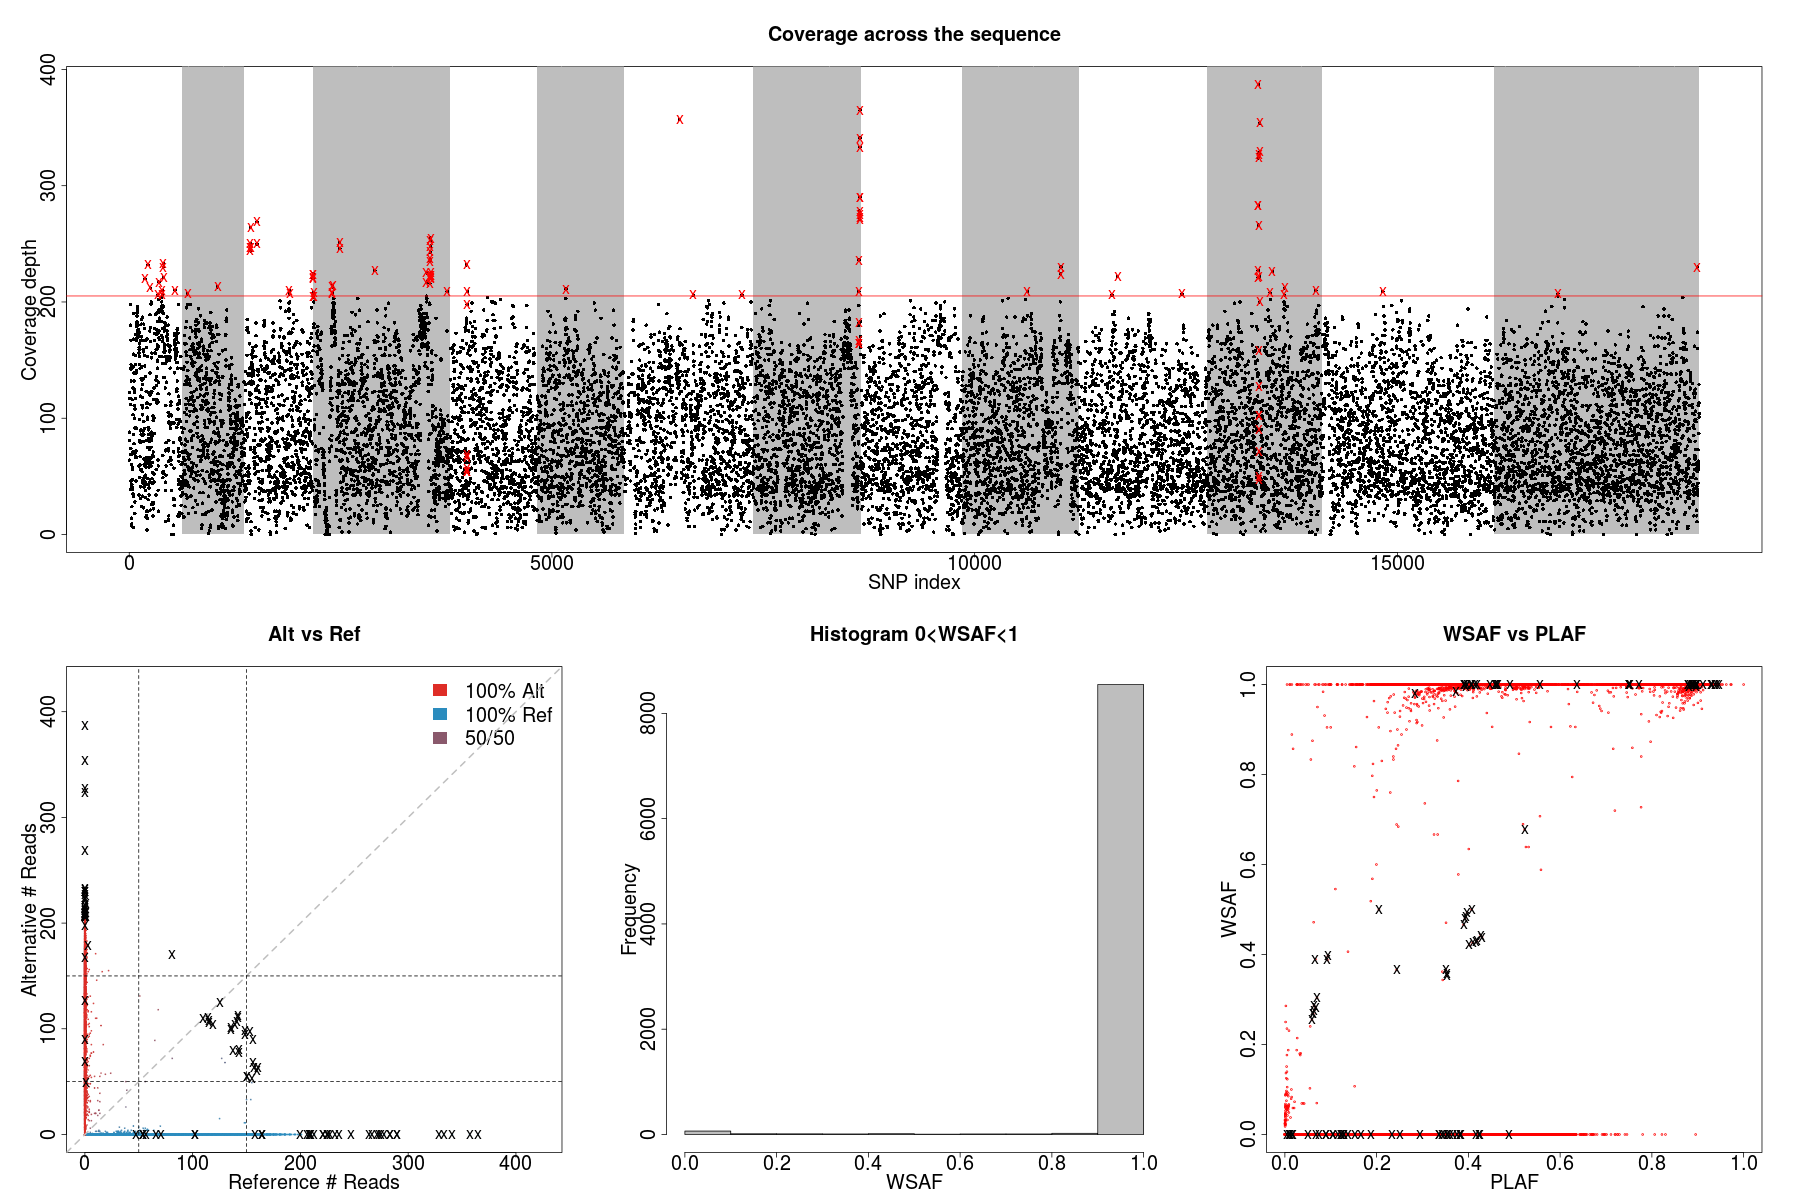 Coverage across the sequence
400
300
200
100
0
Coverage depth
0 5000 10000 15000
SNP index
Alt vs Ref
400
300
200
100
0
Alternative # Reads
100% Alt
100% Ref
50/50
0 100 200 300 400
Reference # Reads
Histogram 0<WSAF<1
8000
6000
4000
2000
0
Frequency
0.0 0.2 0.4 0.6 0.8 1.0
WSAF
WSAF vs PLAF
1.0
0.8
0.6
0.4
0.2
0.0
WSAF
0.0 0.2 0.4 0.6 0.8 1.0
PLAF